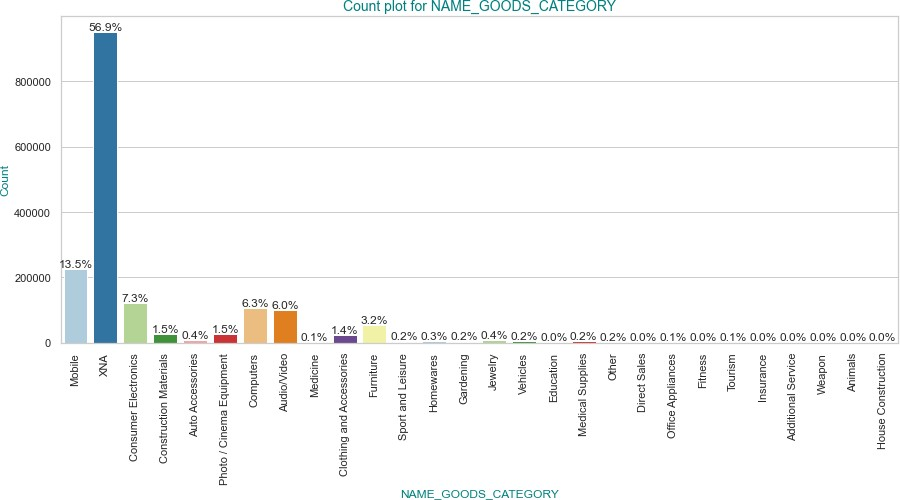 Count plot for NAME_GOODS_CATEGORY
56.9%
800000
600000
Count
400000
13.5%
200000
7.3%
6.3%
6.0%
3.2%
1.5%
0.4%
1.5%
0.1%
1.4%
0.2%
0.3%
0.2%
0.4%
0.2%
0.0%
0.2%
0.2%
0.0%
0.1%
0.0%
0.1%
0.0%
0.0%
0.0%
0.0%
0.0%
0
Mobile
XNA
Consumer Electronics
Construction Materials
Auto Accessories
Photo / Cinema Equipment
Computers
Audio/Video
Medicine
Clothing and Accessories
Furniture
Sport and Leisure
Homewares
Gardening
Jewelry
Vehicles
Education
Medical Supplies
Other
Direct Sales
Office Appliances
Fitness
Tourism
Insurance
Additional Service
Weapon
Animals
House Construction
NAME_GOODS_CATEGORY